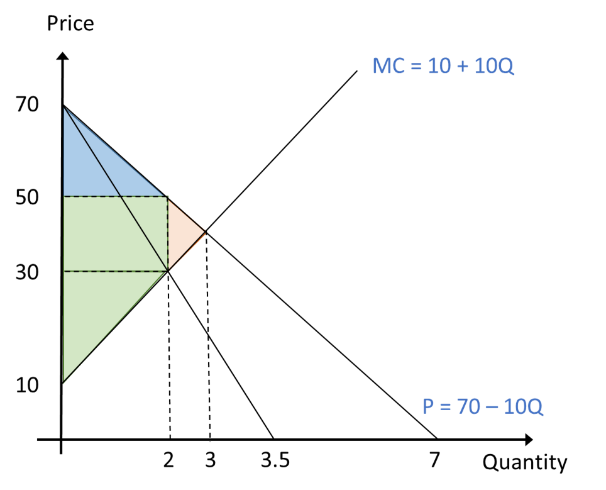 Price
MC = 10 + 10Q
70
50
30
10
P = 70 – 10Q
2
3
3.5
7
Quantity